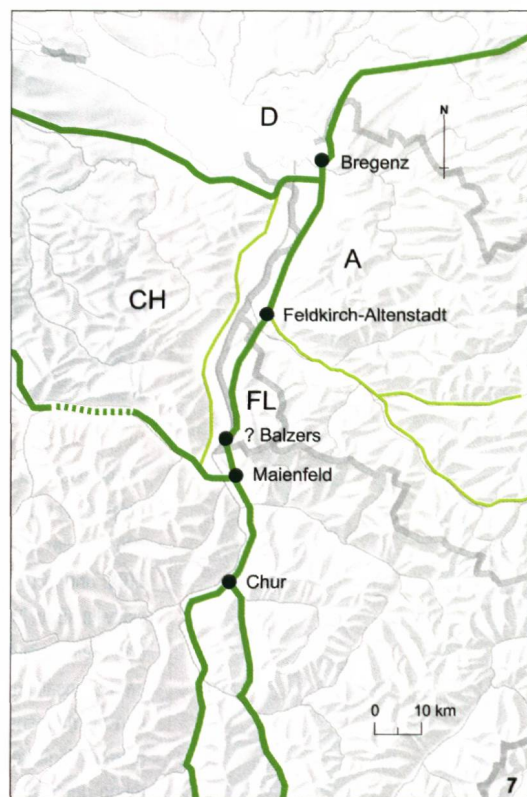 D
N
Bregenz
A
CH
Feldkirch-Altenstadt
FL
? Balzers
Maienfeld
Chur
0 10 km
7